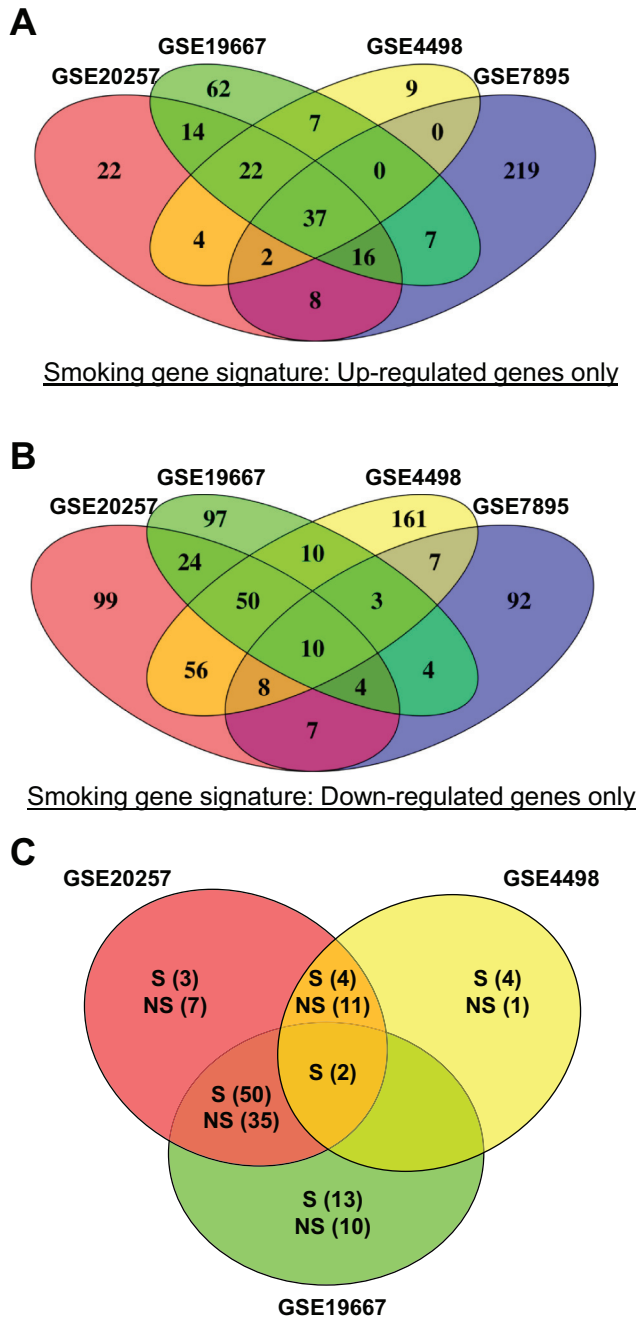 A
GSE19667
GSE4498
GSE20257
GSE7895
62
9
14
7
0
22
22
0
219
37
4
2
16
7
8
Smoking gene signature: Up-regulated genes only
B
GSE19667
GSE4498
GSE20257
GSE7895
97
161
24
10
7
99
50
3
92
10
56
8
4
4
7
Smoking gene signature: Down-regulated genes only
C
GSE20257
GSE4498
S (3)
NS (7)
S (4)
NS (11)
S (4)
NS (1)
S (2)
S (50)
NS (35)
S (13)
NS (10)
GSE19667